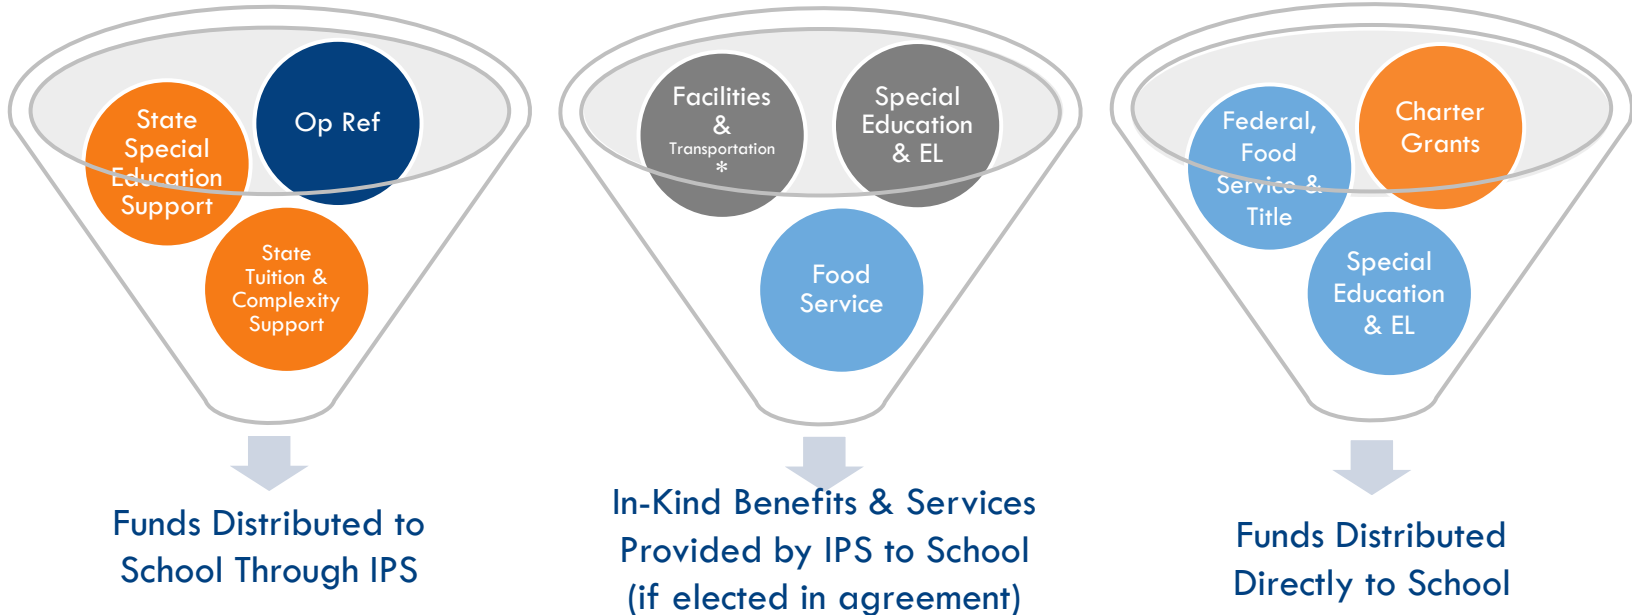 State
Special
Education
Support
Op Ref
State
Tuition &
Complexity
Support
Funds Distributed to
School Through IPS
Facilities
&
Transportation
*
Special
Education
& EL
Food
Service
In-Kind Benefits & Services
Provided by IPS to School
(if elected in agreement)
Federal,
Food
Service &
Title
Charter
Grants
Special
Education
& EL
Funds Distributed
Directly to School